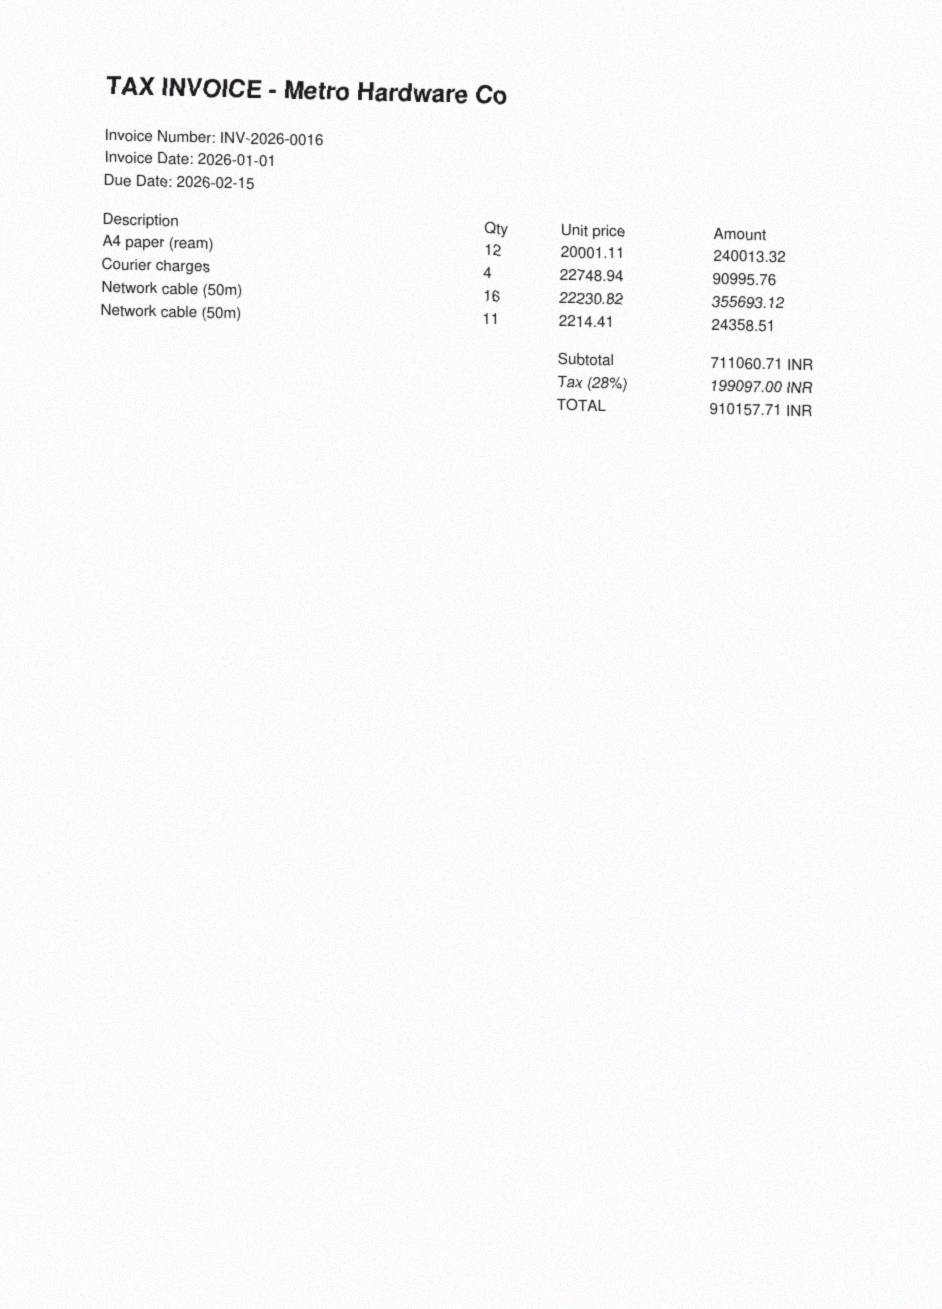 TAX INVOICE - Metro Hardware Co
Invoice Number: INV-2026-0016
Invoice Date: 2026-01-01
Due Date: 2026-02-15
Description Qty Unit price Amount
A4 paper (ream) 12 20001.11 240013.32
Courier charges 4 22748.94 90995.76
Network cable (50m) 16 22230.82 355693.12
Network cable (50m) 11 2214.41 24358.51
Subtotal 711060.71 INR
Tax (28%) 199097.00 INR
TOTAL 910157.71 INR